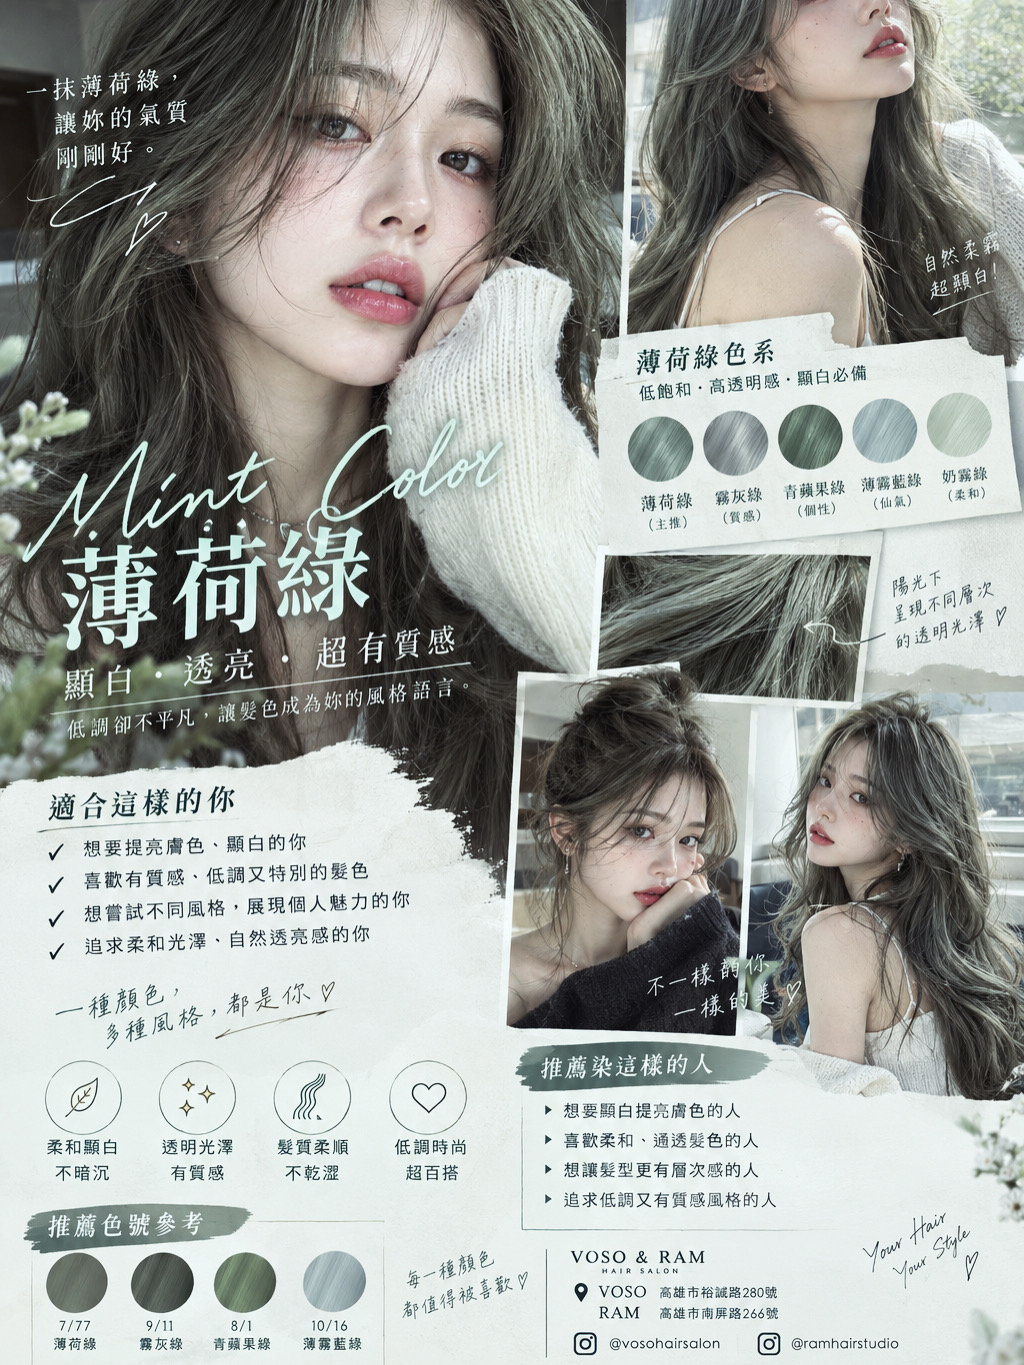 一抹薄荷綠，
讓妳的氣質
剛剛好。
自然柔霧
超顯白!
薄荷綠色系
低飽和・高透明感・顯白必備
薄荷綠
（主推）
霧灰綠
（質感）
青蘋果綠
（個性）
薄霧藍綠
（仙氣）
奶霧綠
（柔和）
Mint Color
薄荷綠
顯白・透亮・超有質感
低調卻不平凡，讓髮色成為妳的風格語言。
陽光下
呈現不同層次
的透明光澤
適合這樣的你
想要提亮膚色、顯白的你
喜歡有質感、低調又特別的髮色
想嘗試不同風格，展現個人魅力的你
追求柔和光澤、自然透亮感的你
一種顏色，
多種風格，都是你
不一樣的你
一樣的美
柔和顯白
不暗沉
透明光澤
有質感
髮質柔順
不乾澀
低調時尚
超百搭
推薦染這樣的人
想要顯白提亮膚色的人
喜歡柔和、通透髮色的人
想讓髮型更有層次感的人
追求低調又有質感風格的人
推薦色號參考
7/77
薄荷綠
9/11
霧灰綠
8/1
青蘋果綠
10/16
薄霧藍綠
每一種顏色
都值得被喜歡
VOSO & RAM
HAIR SALON
VOSO 高雄市裕誠路280號
RAM 高雄市南屏路266號
@vosohairsalon
@ramhairstudio
Your Hair
Your Style